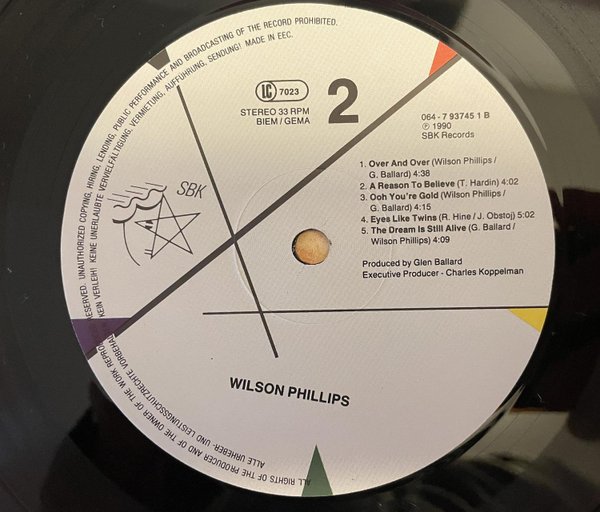 RESERVED. UNAUTHORIZED COPYING, HIRING, LENDING, PUBLIC PERFORMANCE AND BROADCASTING OF THE RECORD PROHIBITED.
KEIN VERLEIH! KEINE UNERLAUBTE VERVIELFÄLTIGUNG, VERMIETUNG, AUFFÜHRUNG, SENDUNG! MADE IN EEC.
LC 7023
STEREO 33 RPM
BIEM / GEMA
2
064 - 7 93745 1 B
℗ 1990
SBK Records
SBK
1. Over And Over (Wilson Phillips /
G. Ballard) 4:38
2. A Reason To Believe (T. Hardin) 4:02
3. Ooh You're Gold (Wilson Phillips /
G. Ballard) 4:15
4. Eyes Like Twins (R. Hine / J. Obstoj) 5:02
5. The Dream Is Still Alive (G. Ballard /
Wilson Phillips) 4:09
Produced by Glen Ballard
Executive Producer - Charles Koppelman
WILSON PHILLIPS
ALL RIGHTS OF THE PRODUCER AND OF THE OWNER OF THE WORK
ALLE URHEBER- UND LEISTUNGSSCHUTZRECHTE